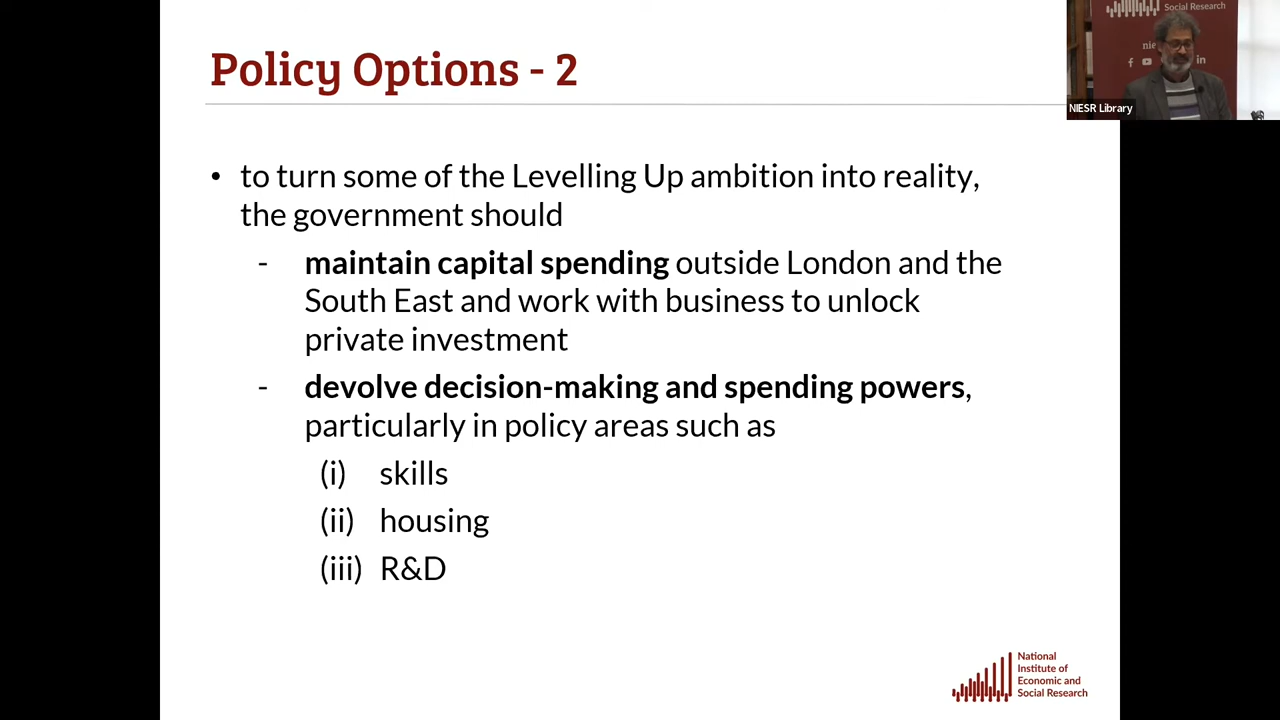 Policy Options - 2
Social Research
nie
in
NIESR Library
• to turn some of the Levelling Up ambition into reality,
the government should
- maintain capital spending outside London and the
South East and work with business to unlock
private investment
- devolve decision-making and spending powers,
particularly in policy areas such as
(i) skills
(ii) housing
(iii) R&D
National
Institute of
Economic and
Social Research